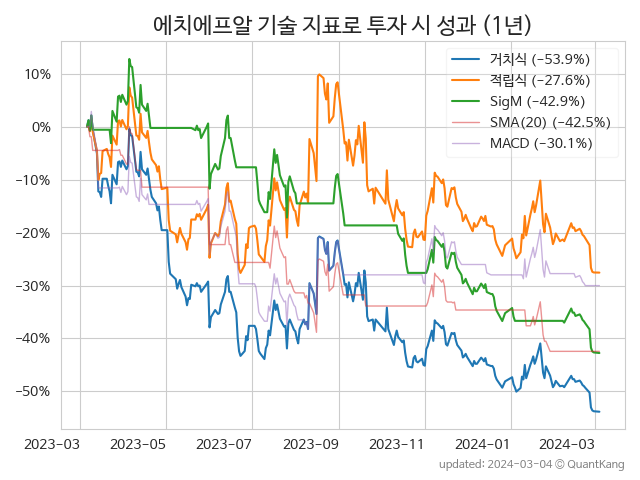 에치에프알 기술 지표로 투자 시 성과 (1년)
거치식 (−53.9%)
적립식 (−27.6%)
SigM (−42.9%)
SMA(20) (−42.5%)
MACD (−30.1%)
10%
0%
−10%
−20%
−30%
−40%
−50%
2023−03 2023−05 2023−07 2023−09 2023−11 2024−01 2024−03
updated: 2024−03−04 ⓒ QuantKang